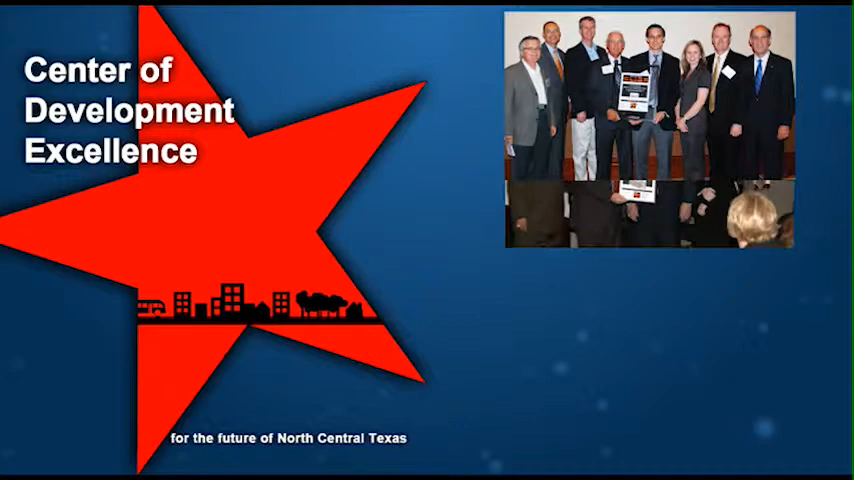 Center of
Development
Excellence
for the future of North Central Texas